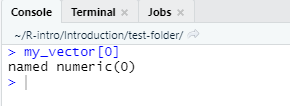 Console Terminal × Jobs ×
~/R-intro/Introduction/test-folder/
> my_vector[0]
named numeric(0)
>